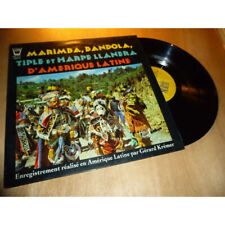 MARIMBA, BANDOLA,
TIPLE ET HARPE LLANERA
D'AMERIQUE LATINE
Enregistrement réalisé en Amérique Latine par Gérard Krémer